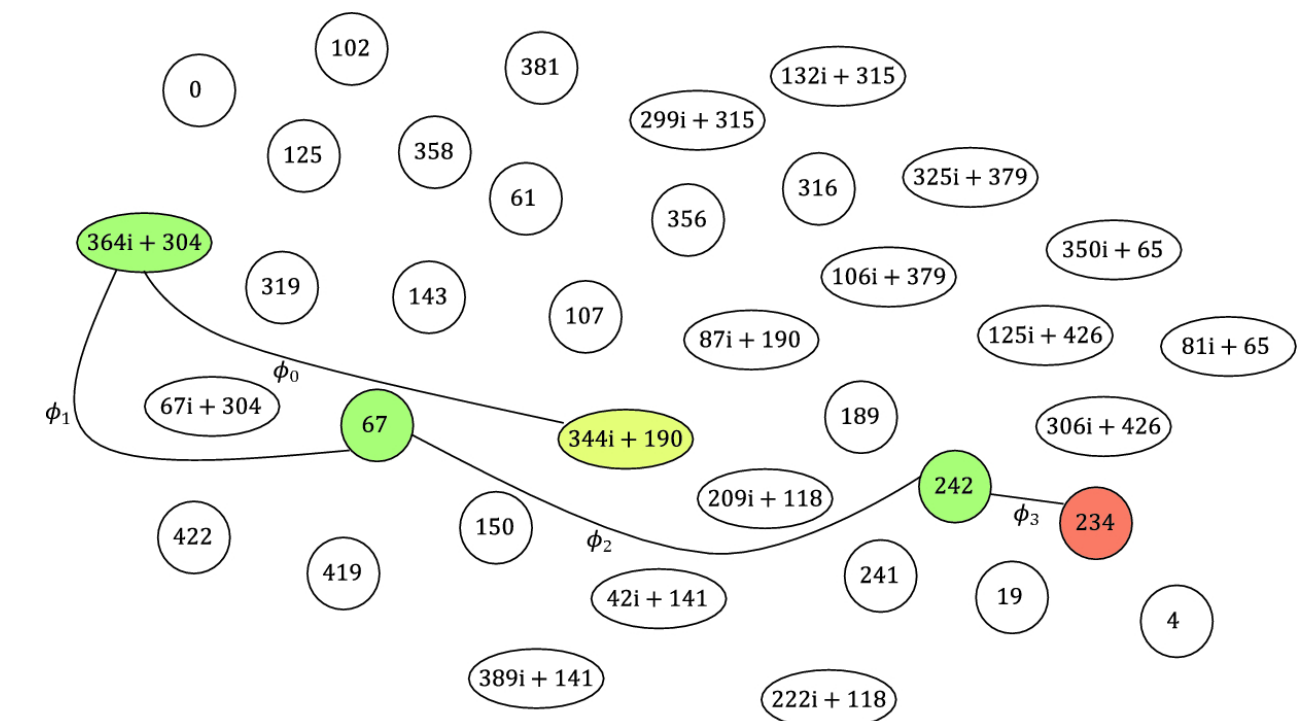 102
381
132i + 315
0
299i + 315
125
358
61
316
325i + 379
356
364i + 304
350i + 65
106i + 379
319
143
107
87i + 190
125i + 426
81i + 65
ϕ0
67i + 304
ϕ1
67
344i + 190
189
306i + 426
242
209i + 118
ϕ3
234
422
150
ϕ2
419
241
42i + 141
19
4
389i + 141
222i + 118